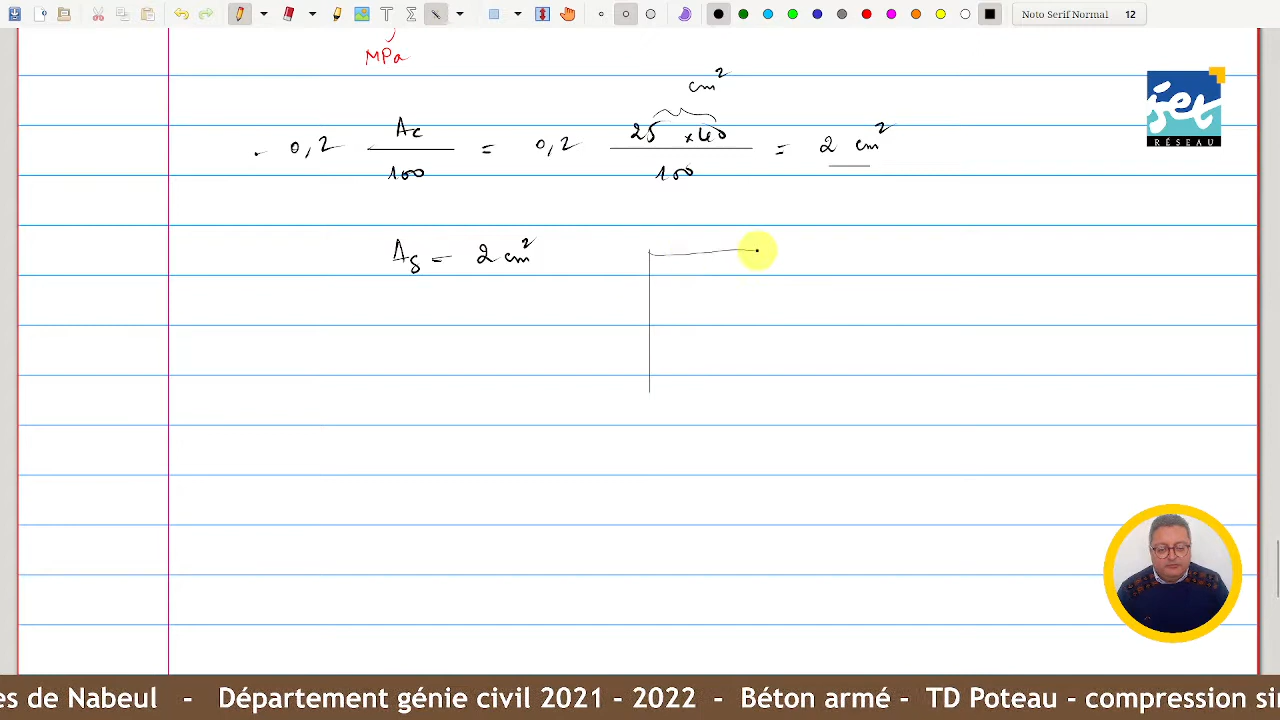 Noto Serif Normal 12
MPa
cm²
- 0,2 Ac/100 = 0,2 25 x 40/100 = 2 cm²
As = 2 cm²
iset
RÉSEAU
es de Nabeul - Département génie civil 2021 - 2022 - Béton armé - TD Poteau - compression si